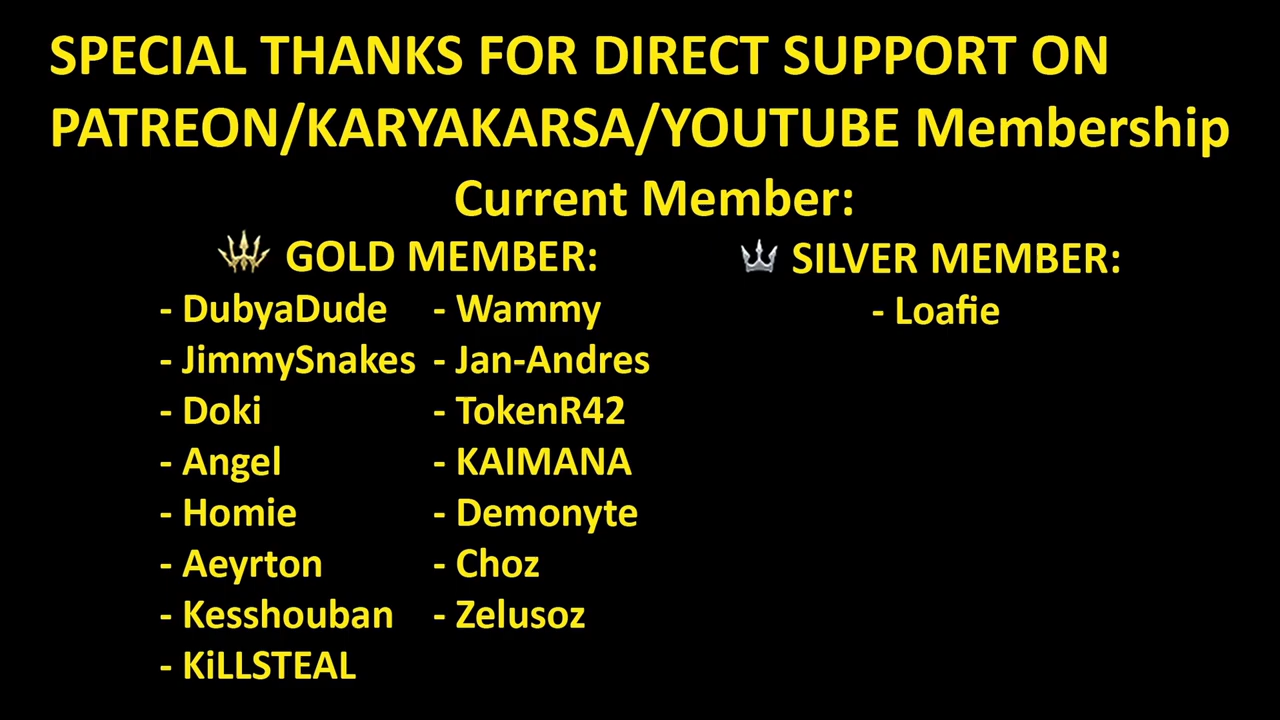 SPECIAL THANKS FOR DIRECT SUPPORT ON
PATREON/KARYAKARSA/YOUTUBE Membership
Current Member:
GOLD MEMBER:
- DubyaDude
- JimmySnakes
- Doki
- Angel
- Homie
- Aeyrton
- Kesshouban
- KiLLSTEAL
- Wammy
- Jan-Andres
- TokenR42
- KAIMANA
- Demonyte
- Choz
- Zelusoz
SILVER MEMBER:
- Loafie